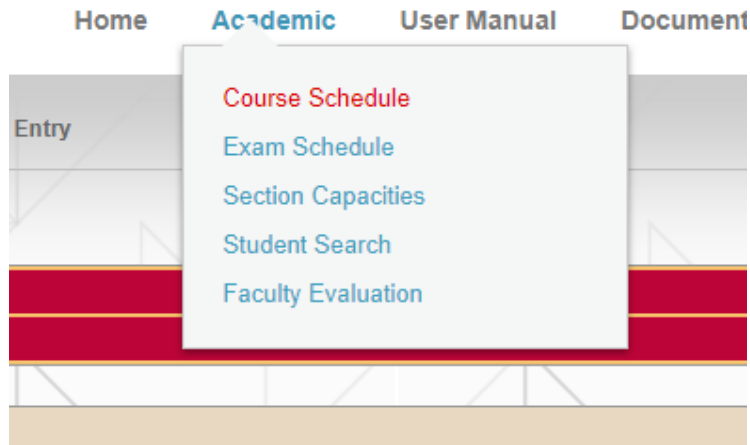 Home Academic User Manual Document
Course Schedule
Entry
Exam Schedule
Section Capacities
Student Search
Faculty Evaluation